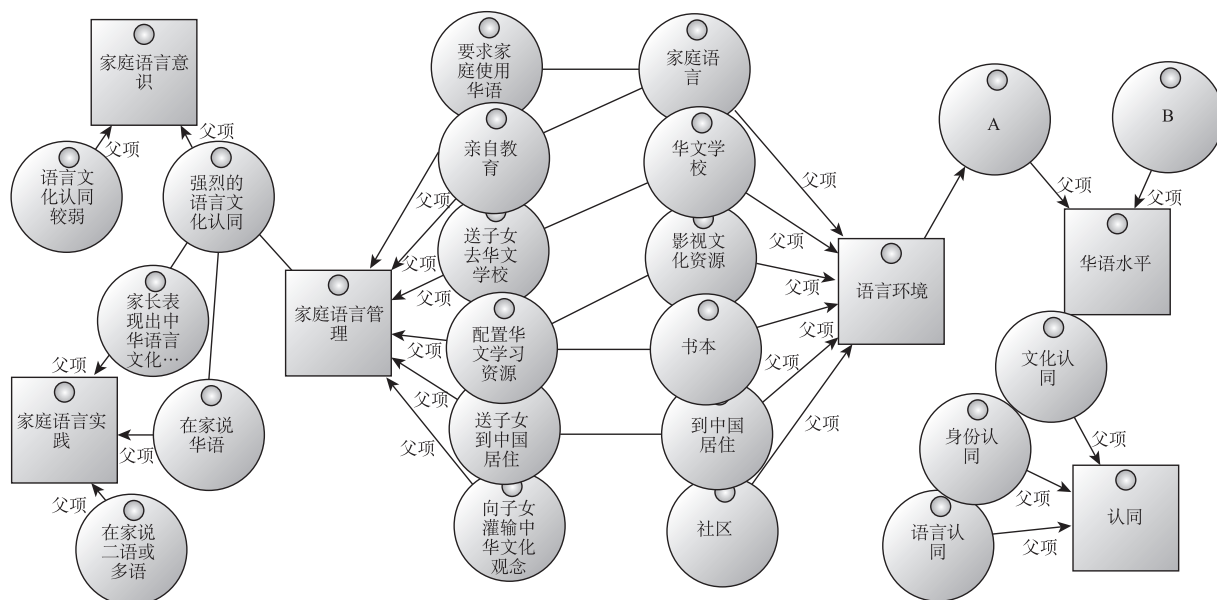 家庭语言意
识
父项
父项
语言文
化认同
较弱
强烈的
语言文
化认同
家长表
现出中
华语言
文化…
父项
家庭语言实
践
父项
在家说
华语
父项
在家说
二语或
多语
家庭语言管
理
要求家
庭使用
华语
亲自教
育
父项
父项
送子女
去华文
学校
父项
配置华
文学习
资源
父项
父项
送子女
到中国
居住
父项
向子女
灌输中
华文化
观念
家庭语
言
华文学
校
影视文
化资源
书本
到中国
居住
社区
父项
父项
父项
父项
父项
父项
语言环境
A
B
父项
父项
华语水平
文化认
同
父项
身份认
同
父项
语言认
同
父项
认同